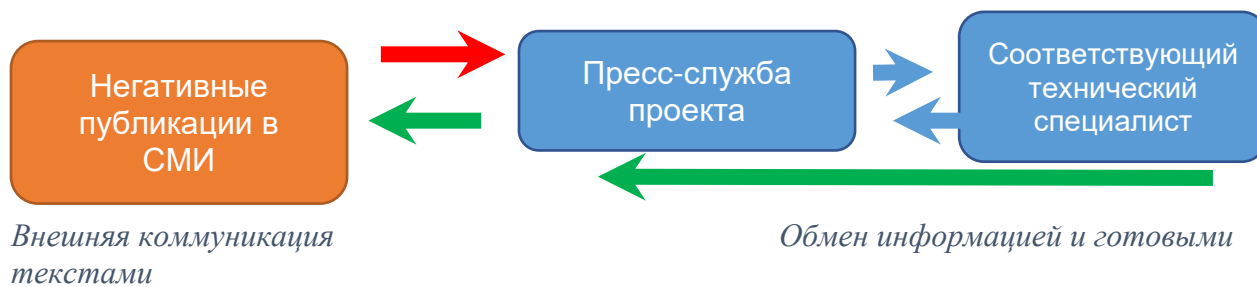 Негативные
публикации в
СМИ
Пресс-служба
проекта
Соответствующий
технический
специалист
Внешняя коммуникация Обмен информацией и готовыми
текстами